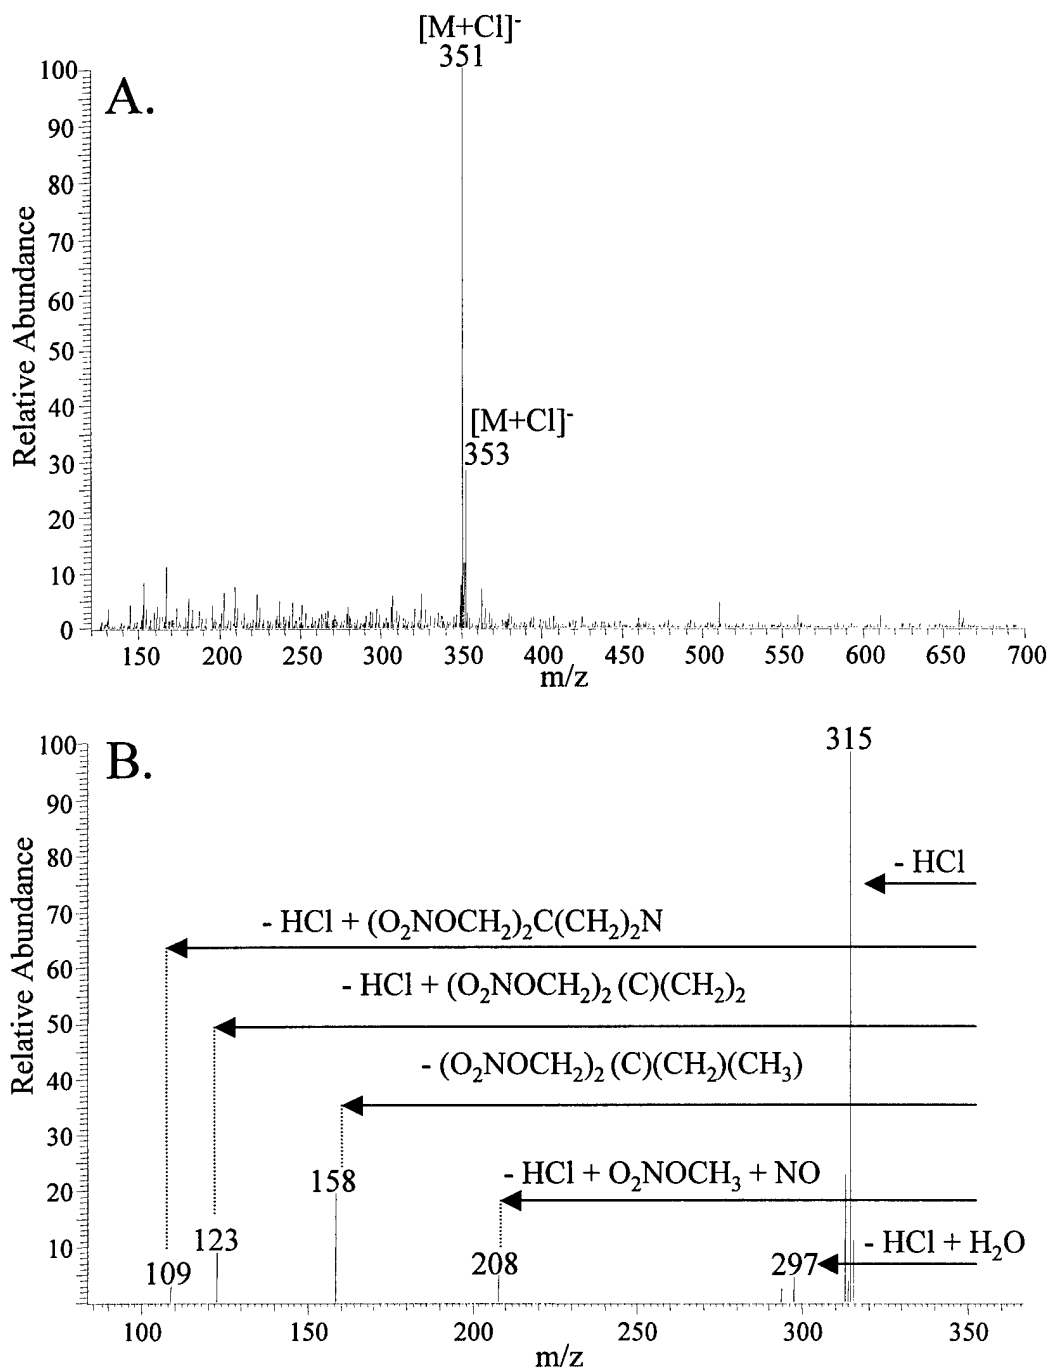 [M+Cl]⁻
351
A.
100
90
80
70
60
50
40
30
20
10
0
Relative Abundance
[M+Cl]⁻
353
150 200 250 300 350 400 450 500 550 600 650 700
m/z
B.
100
90
80
70
60
50
40
30
20
10
Relative Abundance
315
- HCl
- HCl + (O₂NOCH₂)₂C(CH₂)₂N
- HCl + (O₂NOCH₂)₂ (C)(CH₂)₂
- (O₂NOCH₂)₂ (C)(CH₂)(CH₃)
158
- HCl + O₂NOCH₃ + NO
123
- HCl + H₂O
109
208
297
100 150 200 250 300 350
m/z